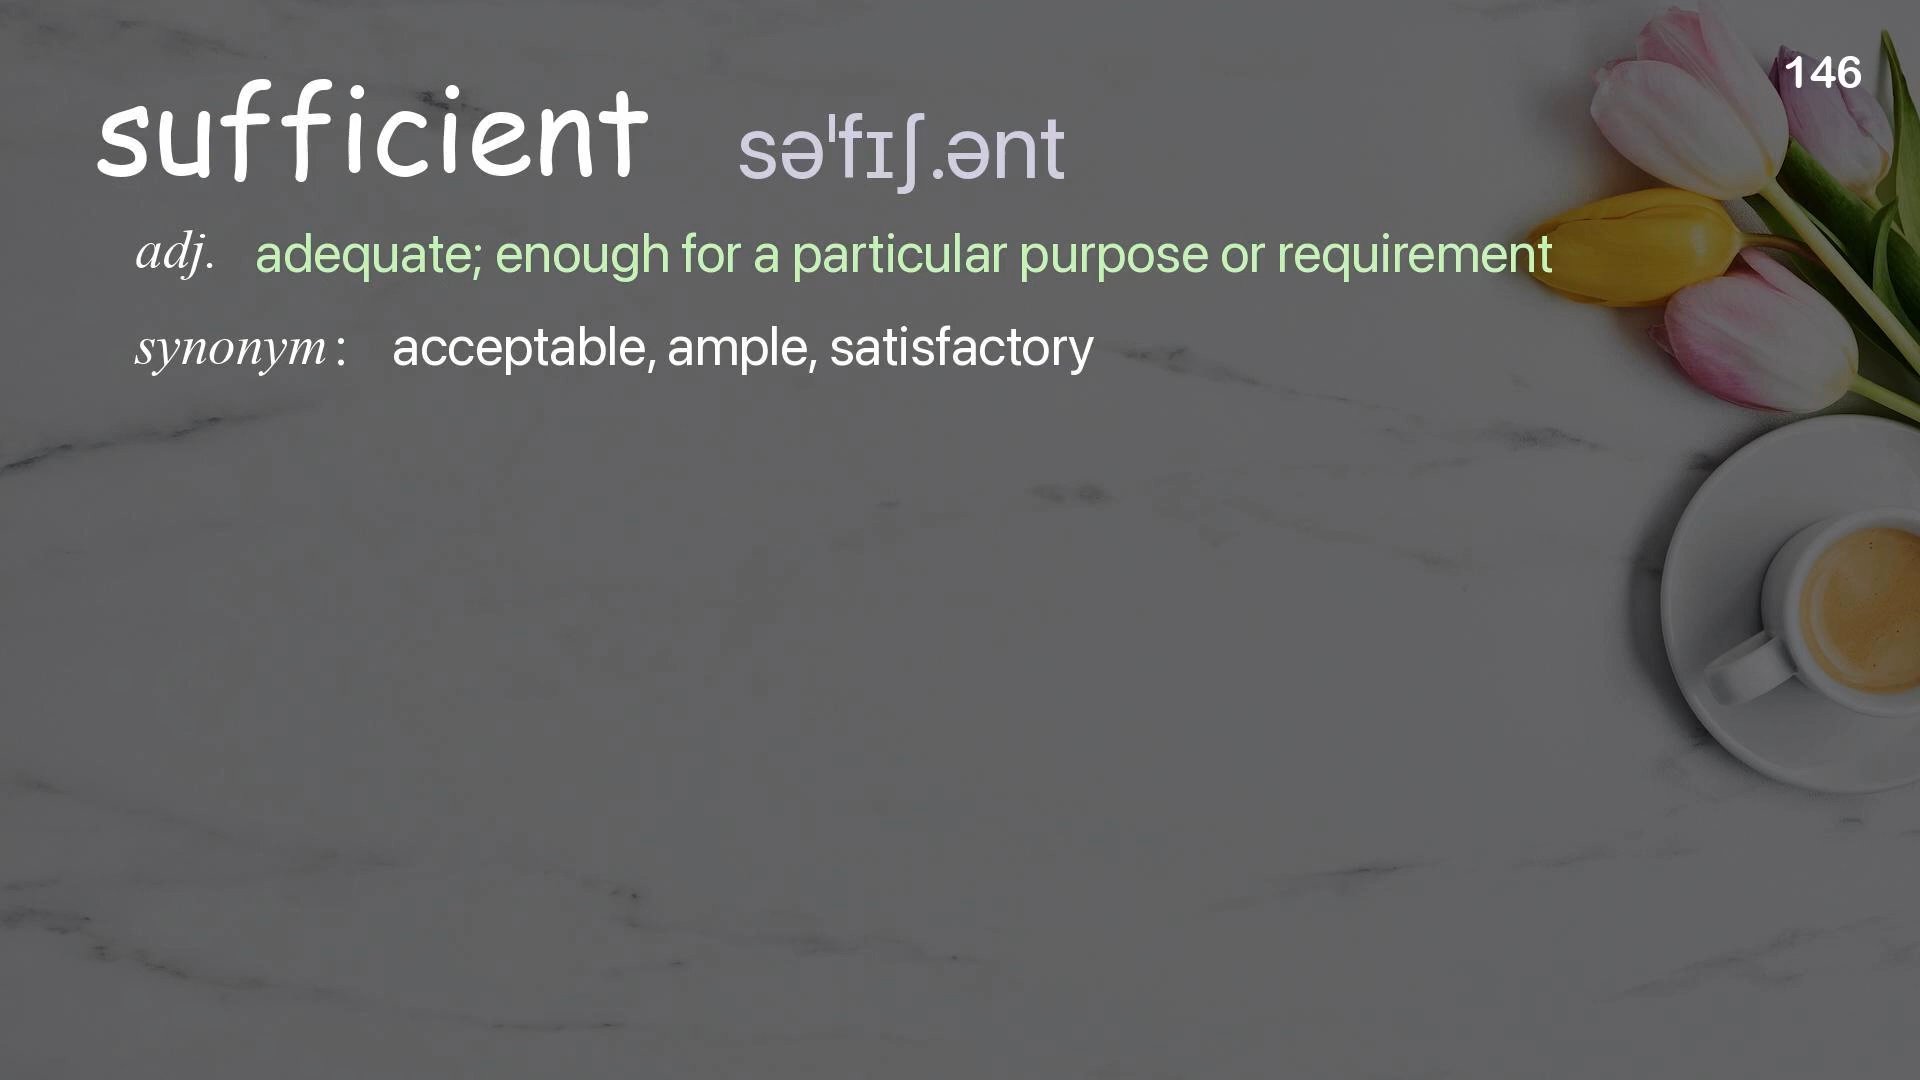 146
sufficient səˈfɪʃ.ənt
adj. adequate; enough for a particular purpose or requirement
synonym : acceptable, ample, satisfactory